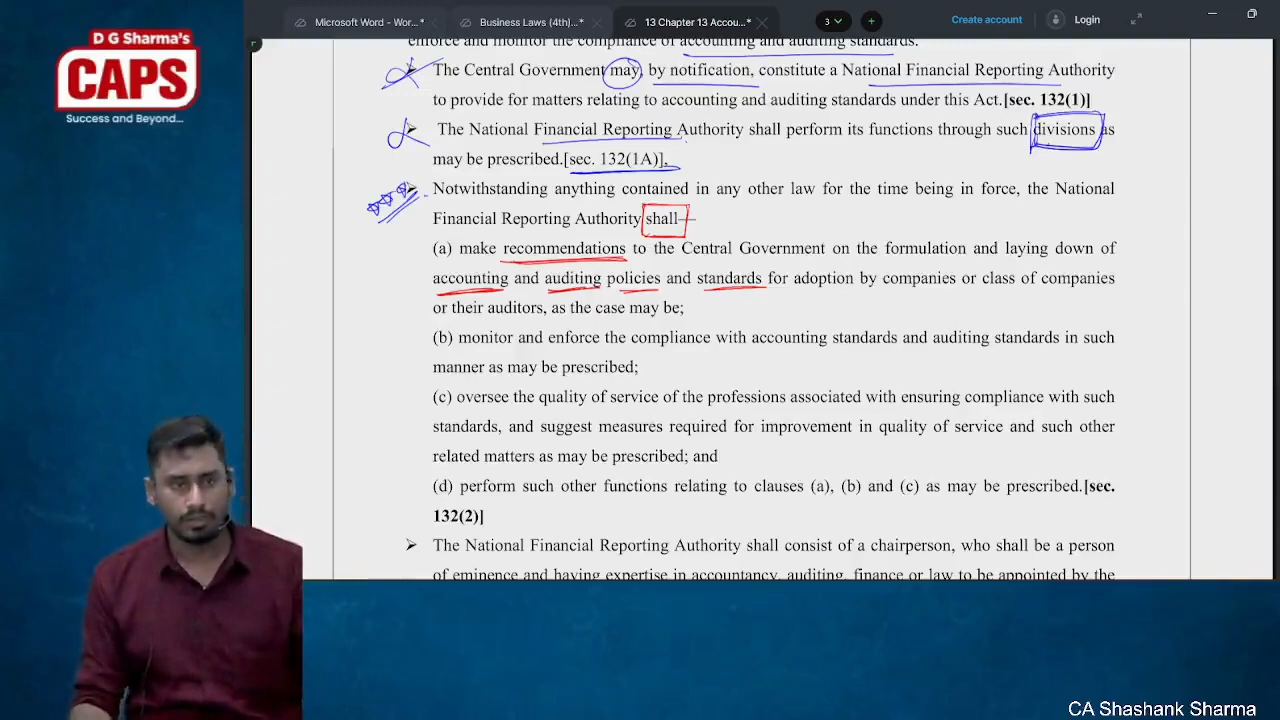 Microsoft Word - Wor...*
Business Laws (4th]...*
13 Chapter 13 Accou...*
3
Create account
Login
D G Sharma's
CAPS
Success and Beyond...
enforce and monitor the compliance of accounting and auditing standards.
The Central Government may, by notification, constitute a National Financial Reporting Authority
to provide for matters relating to accounting and auditing standards under this Act.[sec. 132(1)]
The National Financial Reporting Authority shall perform its functions through such divisions as
may be prescribed.[sec. 132(1A)],
Notwithstanding anything contained in any other law for the time being in force, the National
Financial Reporting Authority shall—
(a) make recommendations to the Central Government on the formulation and laying down of
accounting and auditing policies and standards for adoption by companies or class of companies
or their auditors, as the case may be;
(b) monitor and enforce the compliance with accounting standards and auditing standards in such
manner as may be prescribed;
(c) oversee the quality of service of the professions associated with ensuring compliance with such
standards, and suggest measures required for improvement in quality of service and such other
related matters as may be prescribed; and
(d) perform such other functions relating to clauses (a), (b) and (c) as may be prescribed.[sec.
132(2)]
The National Financial Reporting Authority shall consist of a chairperson, who shall be a person
of eminence and having expertise in accountancy, auditing, finance or law to be appointed by the
CA Shashank Sharma